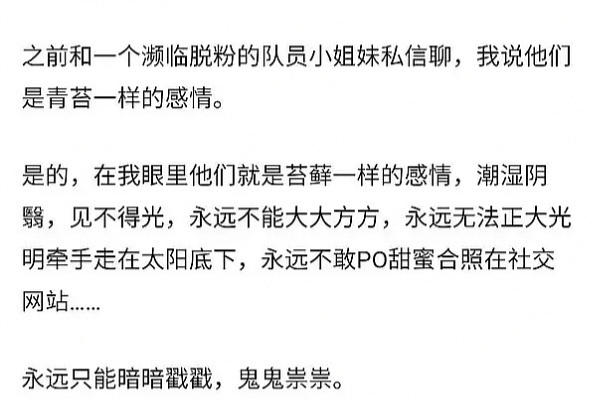 之前和一个濒临脱粉的队员小姐妹私信聊，我说他们
是青苔一样的感情。
是的，在我眼里他们就是苔藓一样的感情，潮湿阴
翳，见不得光，永远不能大大方方，永远无法正大光
明牵手走在太阳底下，永远不敢PO甜蜜合照在社交
网站……
永远只能暗暗戳戳，鬼鬼祟祟。